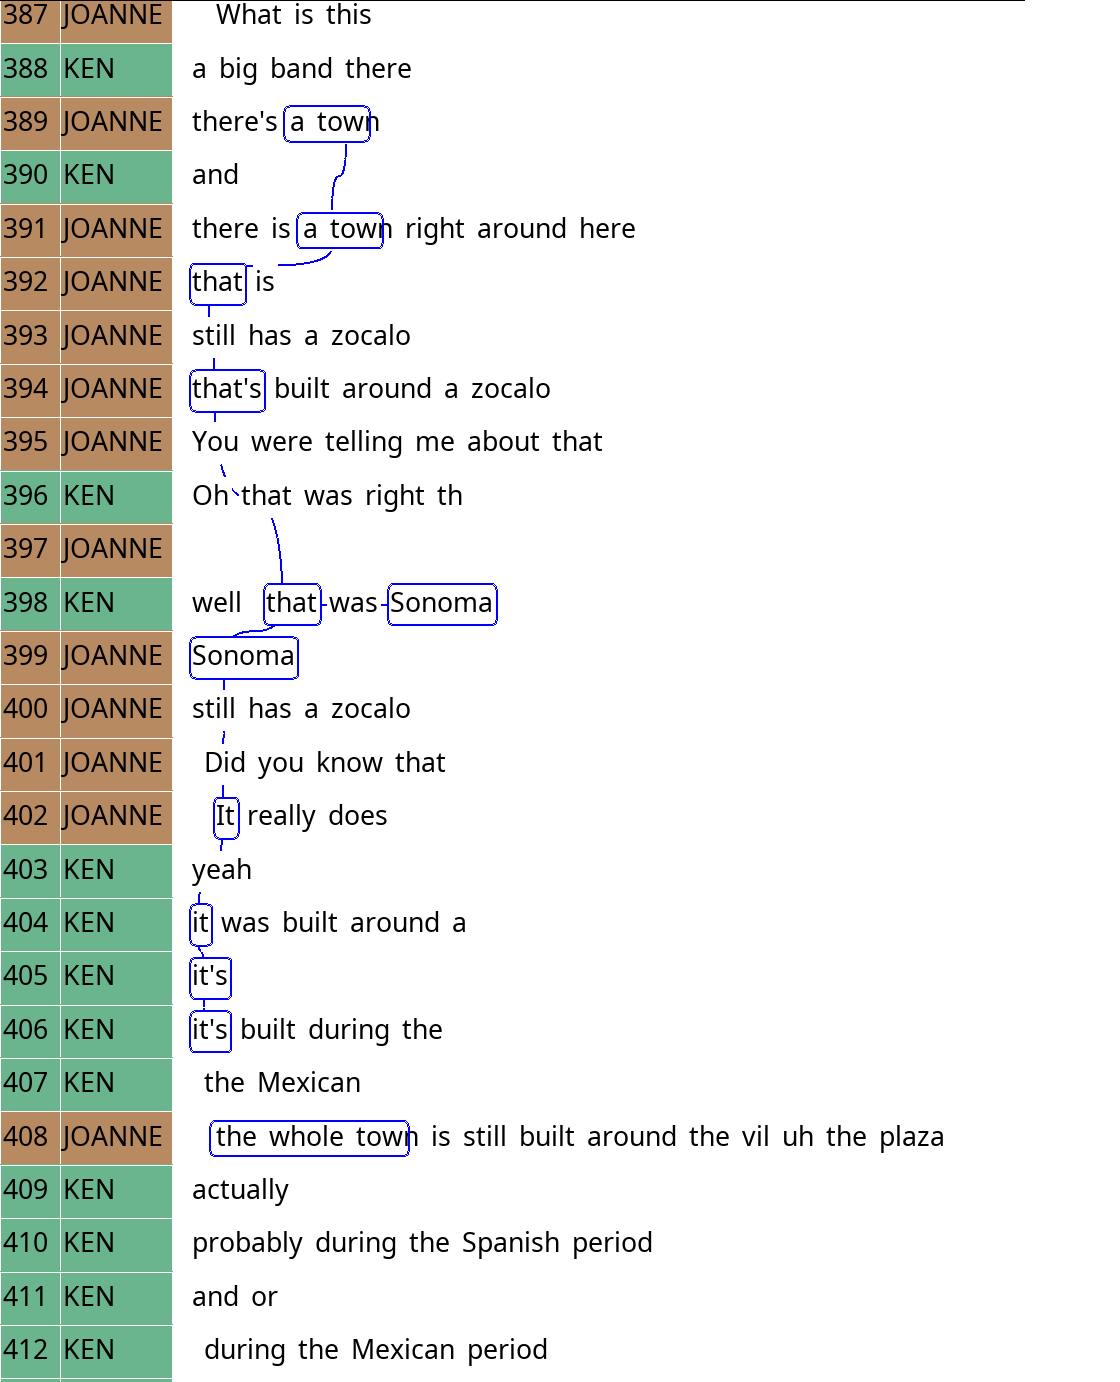 387 JOANNE What is this
388 KEN a big band there
389 JOANNE there's a town
390 KEN and
391 JOANNE there is a town right around here
392 JOANNE that is
393 JOANNE still has a zocalo
394 JOANNE that's built around a zocalo
395 JOANNE You were telling me about that
396 KEN Oh that was right th
397 JOANNE
398 KEN well that was Sonoma
399 JOANNE Sonoma
400 JOANNE still has a zocalo
401 JOANNE Did you know that
402 JOANNE It really does
403 KEN yeah
404 KEN it was built around a
405 KEN it's
406 KEN it's built during the
407 KEN the Mexican
408 JOANNE the whole town is still built around the vil uh the plaza
409 KEN actually
410 KEN probably during the Spanish period
411 KEN and or
412 KEN during the Mexican period